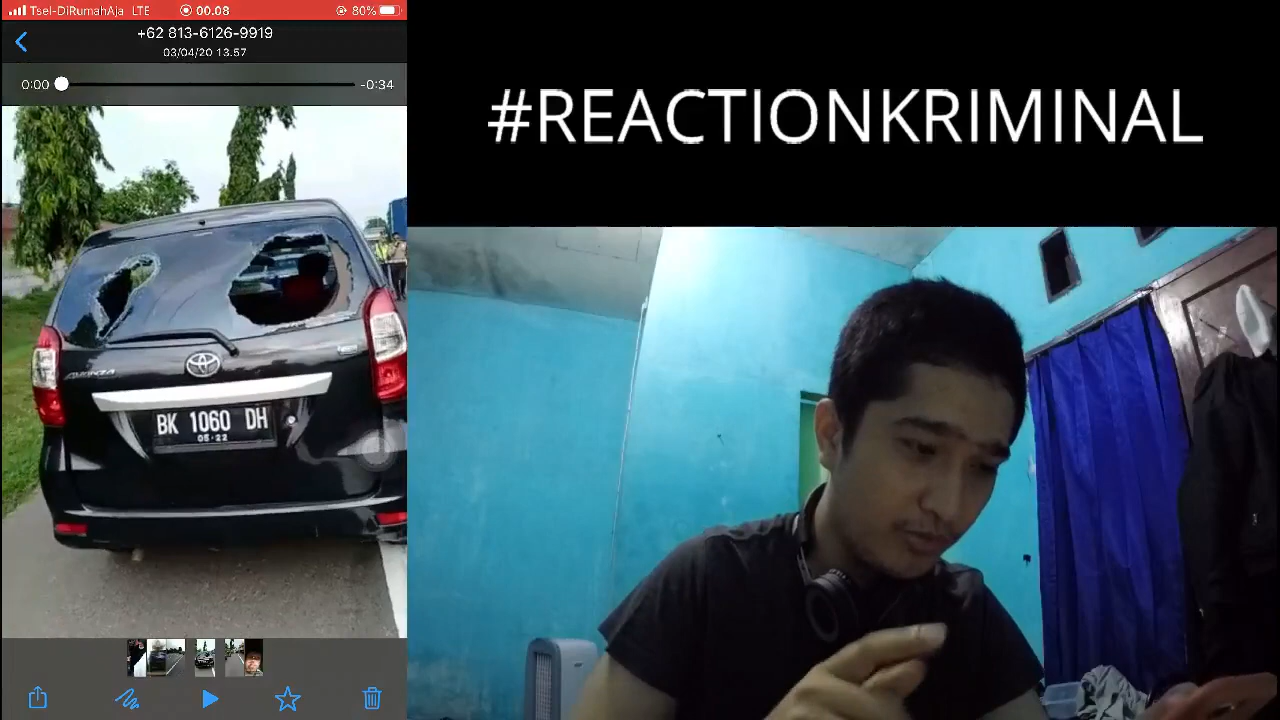 Tsel-DiRumahAja LTE 00.08 80%
+62 813-6126-9919
03/04/20 13.57
0:00 -0:34
#REACTIONKRIMINAL
AVANZA
BK 1060 DH
05·22